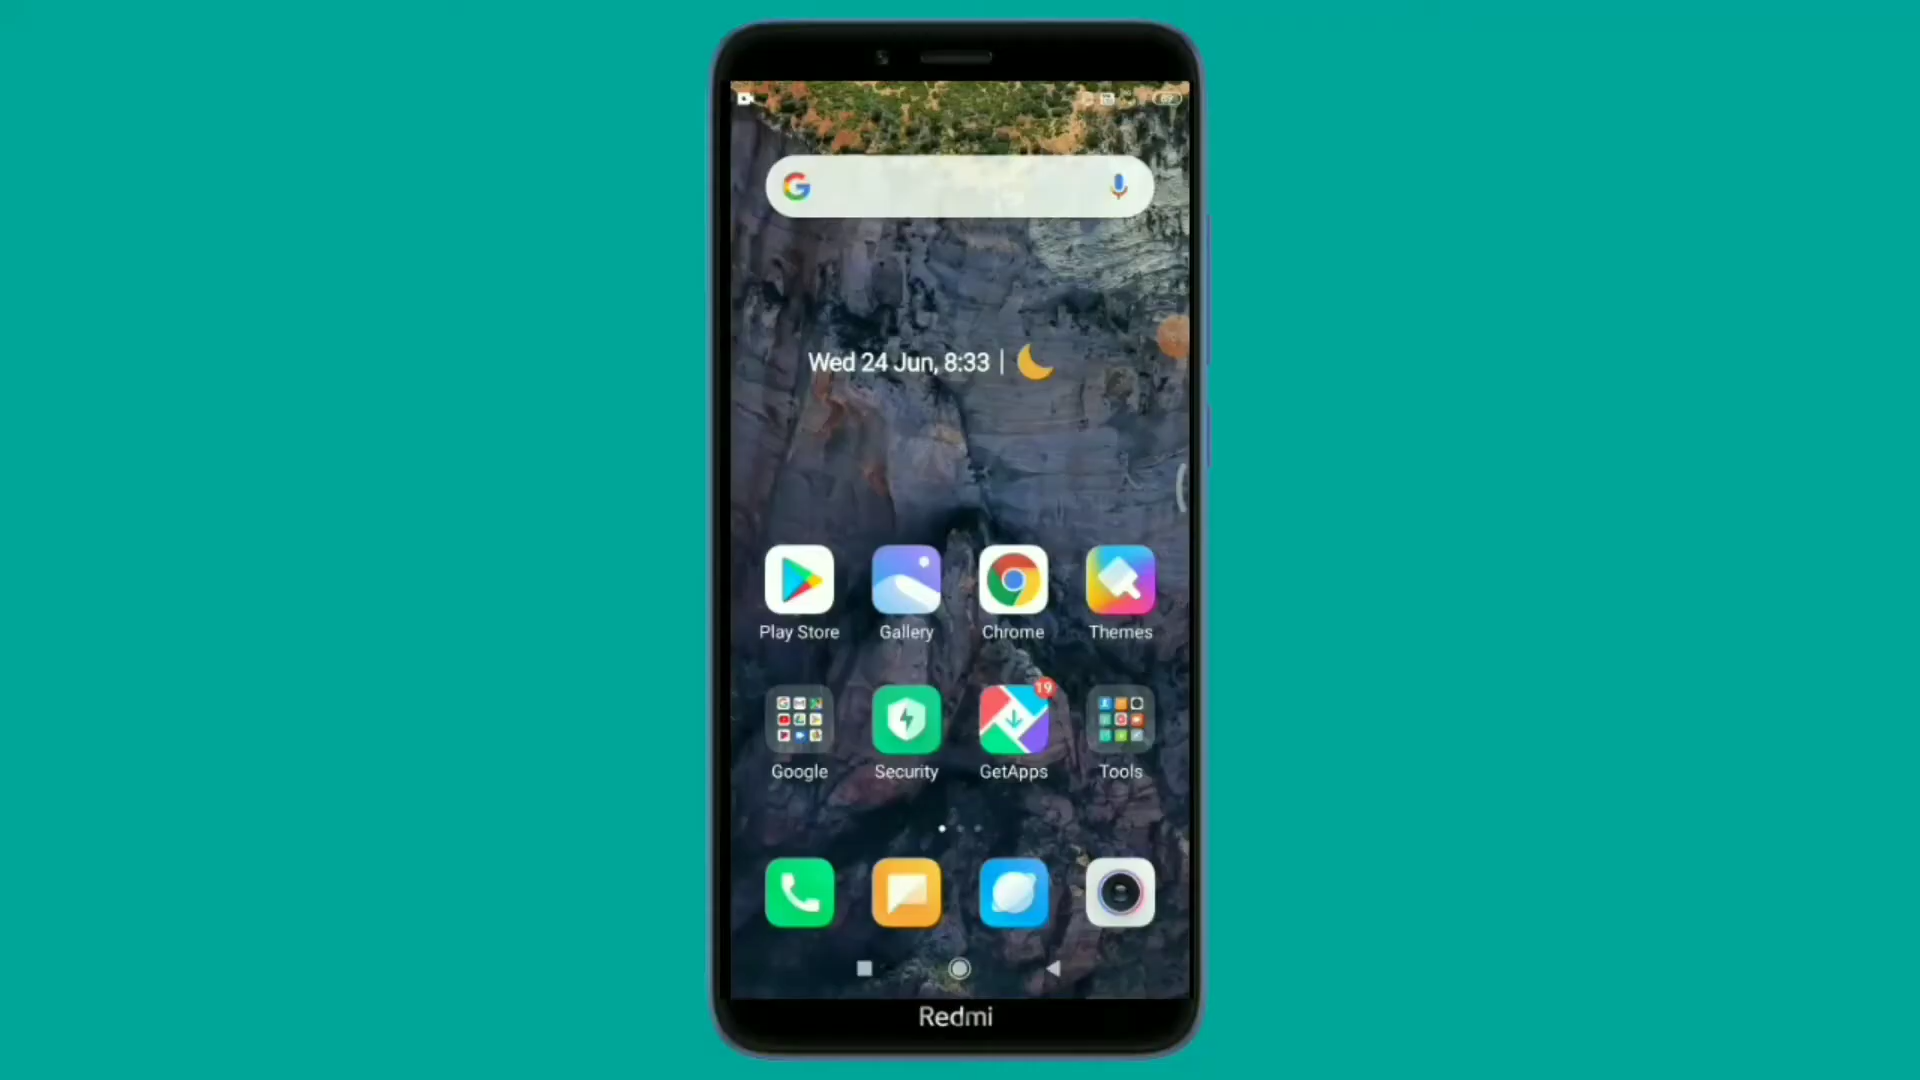 Wed 24 Jun, 8:33 |
Play Store
Gallery
Chrome
Themes
19
Google
Security
GetApps
Tools
Redmi